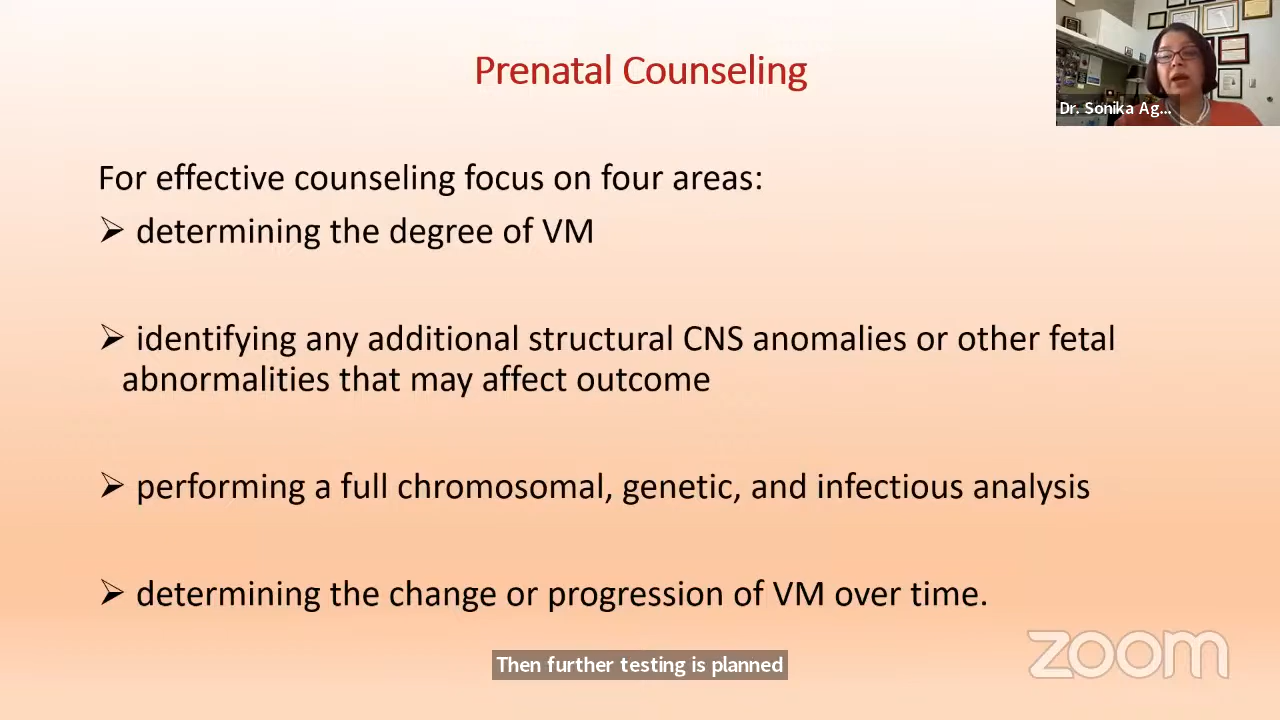 Prenatal Counseling
Dr. Sonika Ag...
For effective counseling focus on four areas:
➢ determining the degree of VM
➢ identifying any additional structural CNS anomalies or other fetal
abnormalities that may affect outcome
➢ performing a full chromosomal, genetic, and infectious analysis
➢ determining the change or progression of VM over time.
Then further testing is planned
zoom